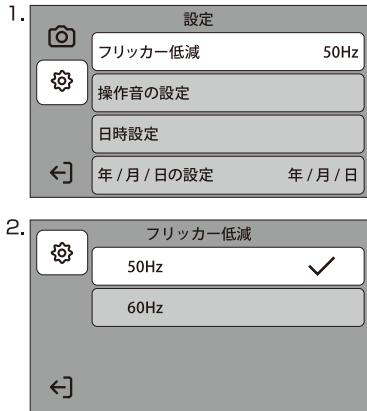 1.
設定
フリッカー低減 50Hz
操作音の設定
日時設定
年/月/日の設定 年/月/日
2.
フリッカー低減
50Hz
60Hz